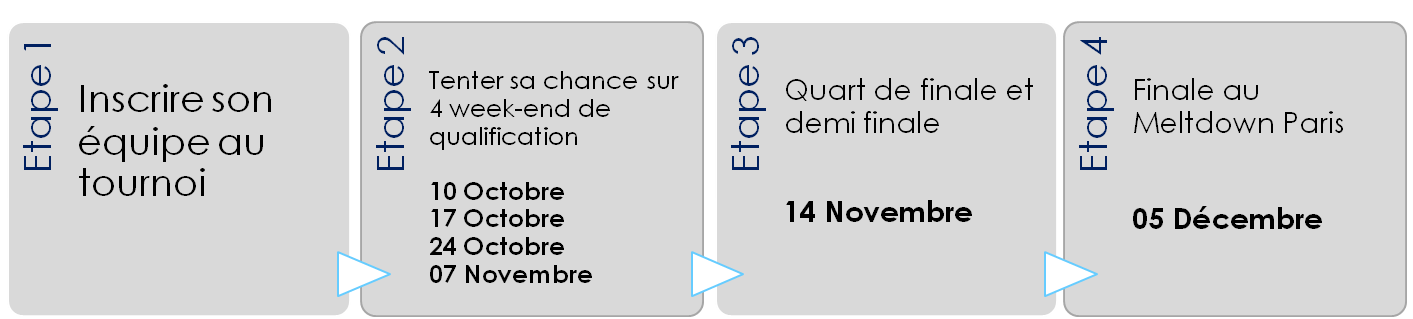 Etape 1
Inscrire son
équipe au
tournoi
Etape 2
Tenter sa chance sur
4 week-end de
qualification
10 Octobre
17 Octobre
24 Octobre
07 Novembre
Etape 3
Quart de finale et
demi finale
14 Novembre
Etape 4
Finale au
Meltdown Paris
05 Décembre